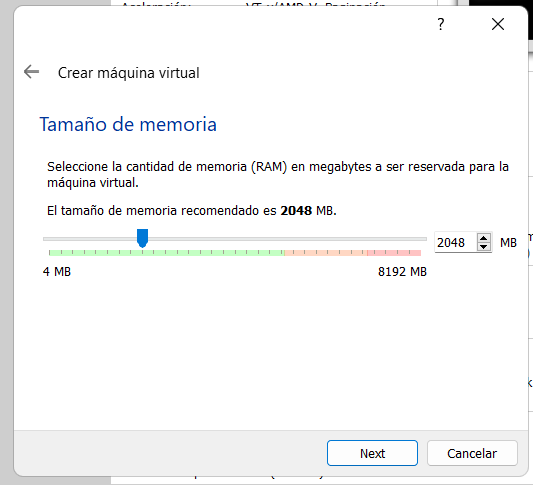 ?
Crear máquina virtual
Tamaño de memoria
Seleccione la cantidad de memoria (RAM) en megabytes a ser reservada para la
máquina virtual.
El tamaño de memoria recomendado es 2048 MB.
2048 MB
4 MB 8192 MB
Next Cancelar